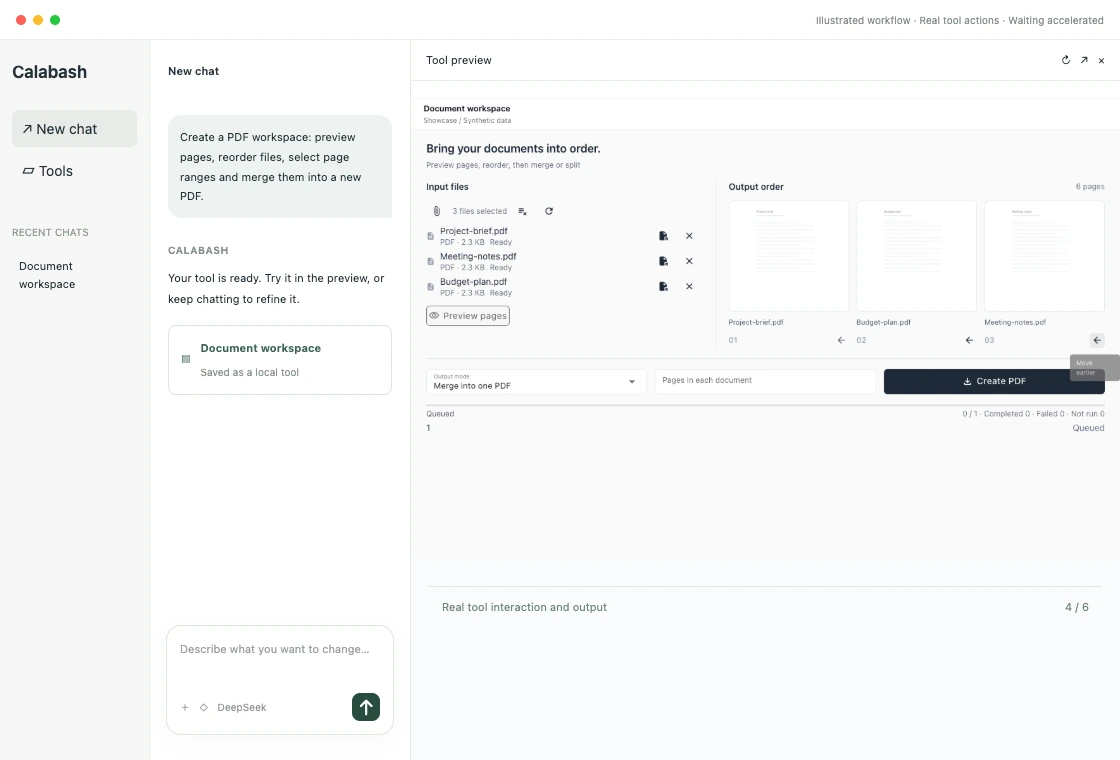 Illustrated workflow · Real tool actions · Waiting accelerated
Calabash
New chat
Tools
RECENT CHATS
Document
workspace
New chat
Create a PDF workspace: preview
pages, reorder files, select page
ranges and merge them into a new
PDF.
CALABASH
Your tool is ready. Try it in the preview, or
keep chatting to refine it.
Document workspace
Saved as a local tool
Describe what you want to change...
DeepSeek
Tool preview
Document workspace
Showcase / Synthetic data
Bring your documents into order.
Preview pages, reorder, then merge or split
Input files
3 files selected
Project-brief.pdf
PDF · 2.3 KB Ready
Meeting-notes.pdf
PDF · 2.3 KB Ready
Budget-plan.pdf
PDF · 2.3 KB Ready
Preview pages
Output order
6 pages
Project-brief.pdf
Budget-plan.pdf
Meeting-notes.pdf
01
02
03
Move
earlier
Output mode
Merge into one PDF
Pages in each document
Create PDF
Queued
0 / 1 · Completed 0 · Failed 0 · Not run 0
1
Queued
Real tool interaction and output
4 / 6